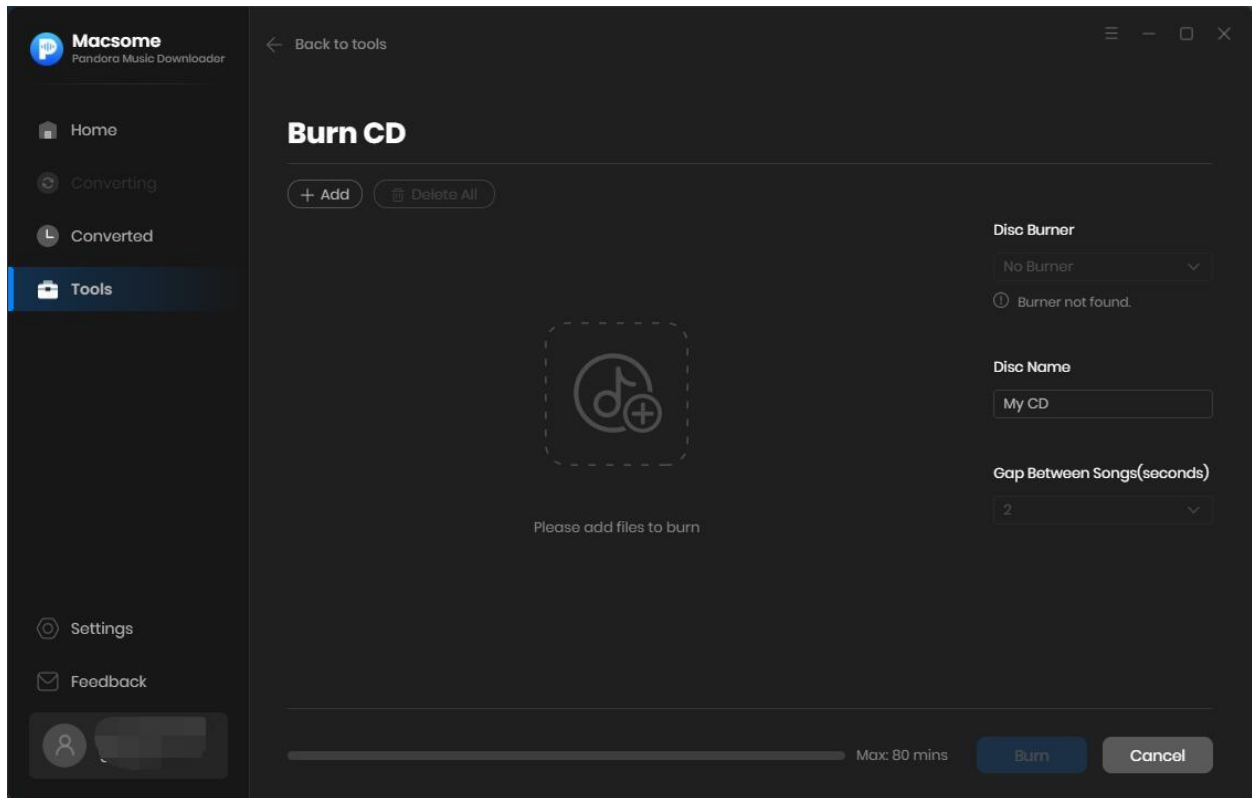 Macsome
Pandora Music Downloader
Home
Converting
Converted
Tools
Settings
Feedback
Back to tools
Burn CD
Add
Delete All
Please add files to burn
Disc Burner
No Burner
Burner not found.
Disc Name
My CD
Gap Between Songs(seconds)
2
Max: 80 mins
Burn
Cancel